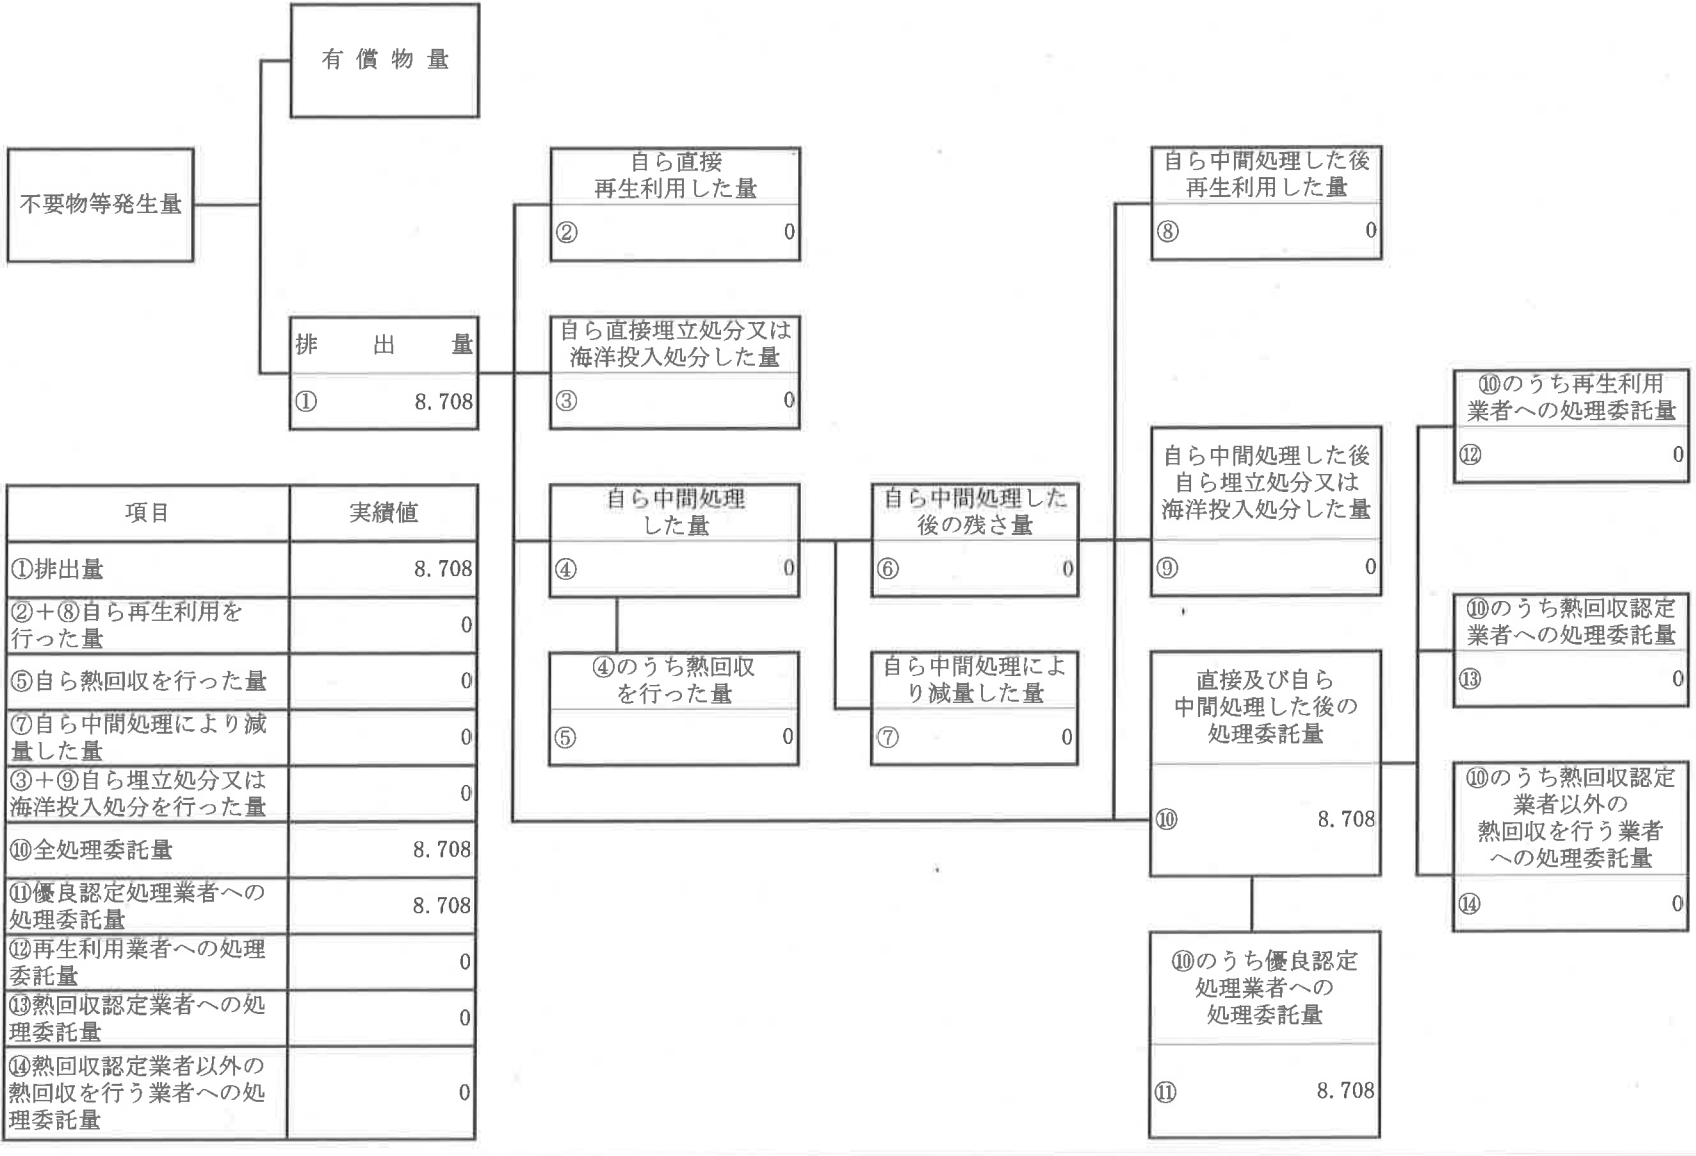 有償物量
不要物等発生量
排出量
① 8.708
自ら直接
再生利用した量
② 0
自ら直接埋立処分又は
海洋投入処分した量
③ 0
自ら中間処理
した量
④ 0
④のうち熱回収
を行った量
⑤ 0
自ら中間処理した
後の残さ量
⑥ 0
自ら中間処理によ
り減量した量
⑦ 0
自ら中間処理した後
再生利用した量
⑧ 0
自ら中間処理した後
自ら埋立処分又は
海洋投入処分した量
⑨ 0
直接及び自ら
中間処理した後の
処理委託量
⑩ 8.708
⑩のうち優良認定
処理業者への
処理委託量
⑪ 8.708
⑩のうち再生利用
業者への処理委託量
⑫ 0
⑩のうち熱回収認定
業者への処理委託量
⑬ 0
⑩のうち熱回収認定
業者以外の
熱回収を行う業者
への処理委託量
⑭ 0
項目 実績値
①排出量 8.708
②+⑧自ら再生利用を
行った量 0
⑤自ら熱回収を行った量 0
⑦自ら中間処理により減
量した量 0
③+⑨自ら埋立処分又は
海洋投入処分を行った量 0
⑩全処理委託量 8.708
⑪優良認定処理業者への
処理委託量 8.708
⑫再生利用業者への処理
委託量 0
⑬熱回収認定業者への処
理委託量 0
⑭熱回収認定業者以外の
熱回収を行う業者への処
理委託量 0